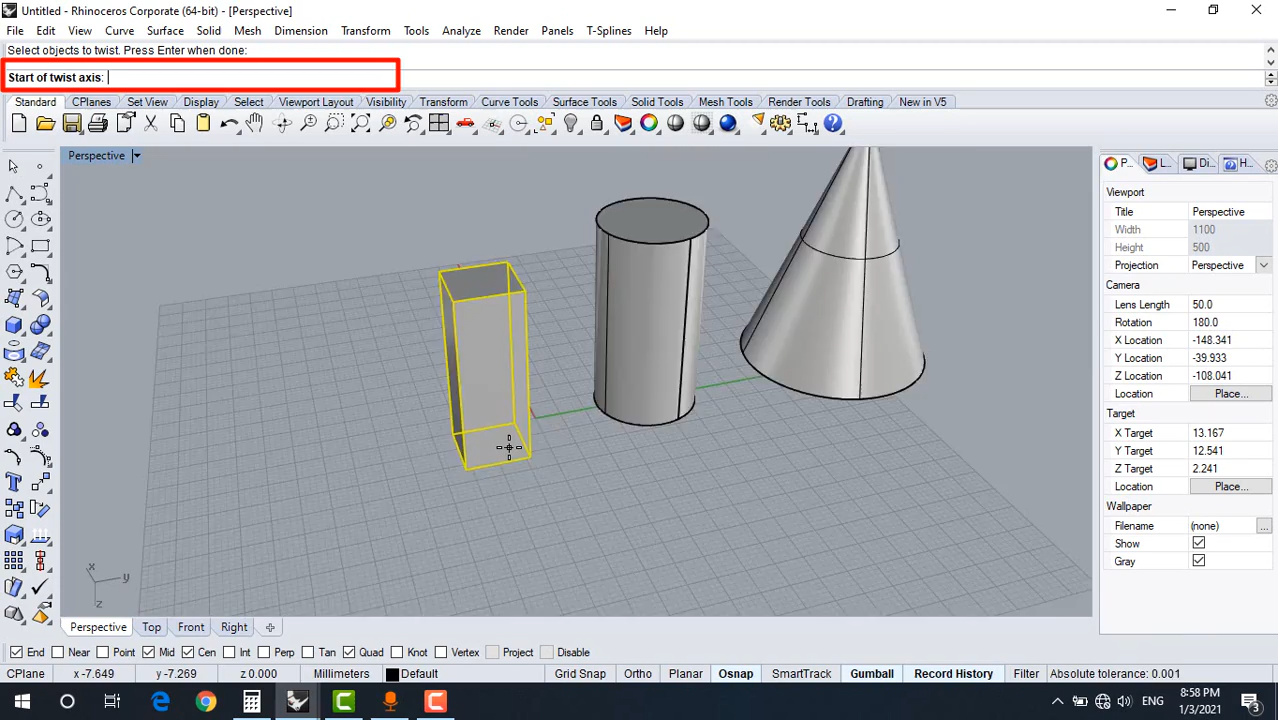 Untitled - Rhinoceros Corporate (64-bit) - [Perspective]
File Edit View Curve Surface Solid Mesh Dimension Transform Tools Analyze Render Panels T-Splines Help
Select objects to twist. Press Enter when done:
Start of twist axis:
Standard CPlanes Set View Display Select Viewport Layout Visibility Transform Curve Tools Surface Tools Solid Tools Mesh Tools Render Tools Drafting New in V5
Perspective
P... L... Di... H...
Viewport
Title Perspective
Width 1100
Height 500
Projection Perspective
Camera
Lens Length 50.0
Rotation 180.0
X Location -148.341
Y Location -39.933
Z Location -108.041
Location Place...
Target
X Target 13.167
Y Target 12.541
Z Target 2.241
Location Place...
Wallpaper
Filename (none) ...
Show
Gray
x
y
z
Perspective Top Front Right
End Near Point Mid Cen Int Perp Tan Quad Knot Vertex Project Disable
CPlane x -7.649 y -7.269 z 0.000 Millimeters Default Grid Snap Ortho Planar Osnap SmartTrack Gumball Record History Filter Absolute tolerance: 0.001
ENG
8:58 PM
1/3/2021
3